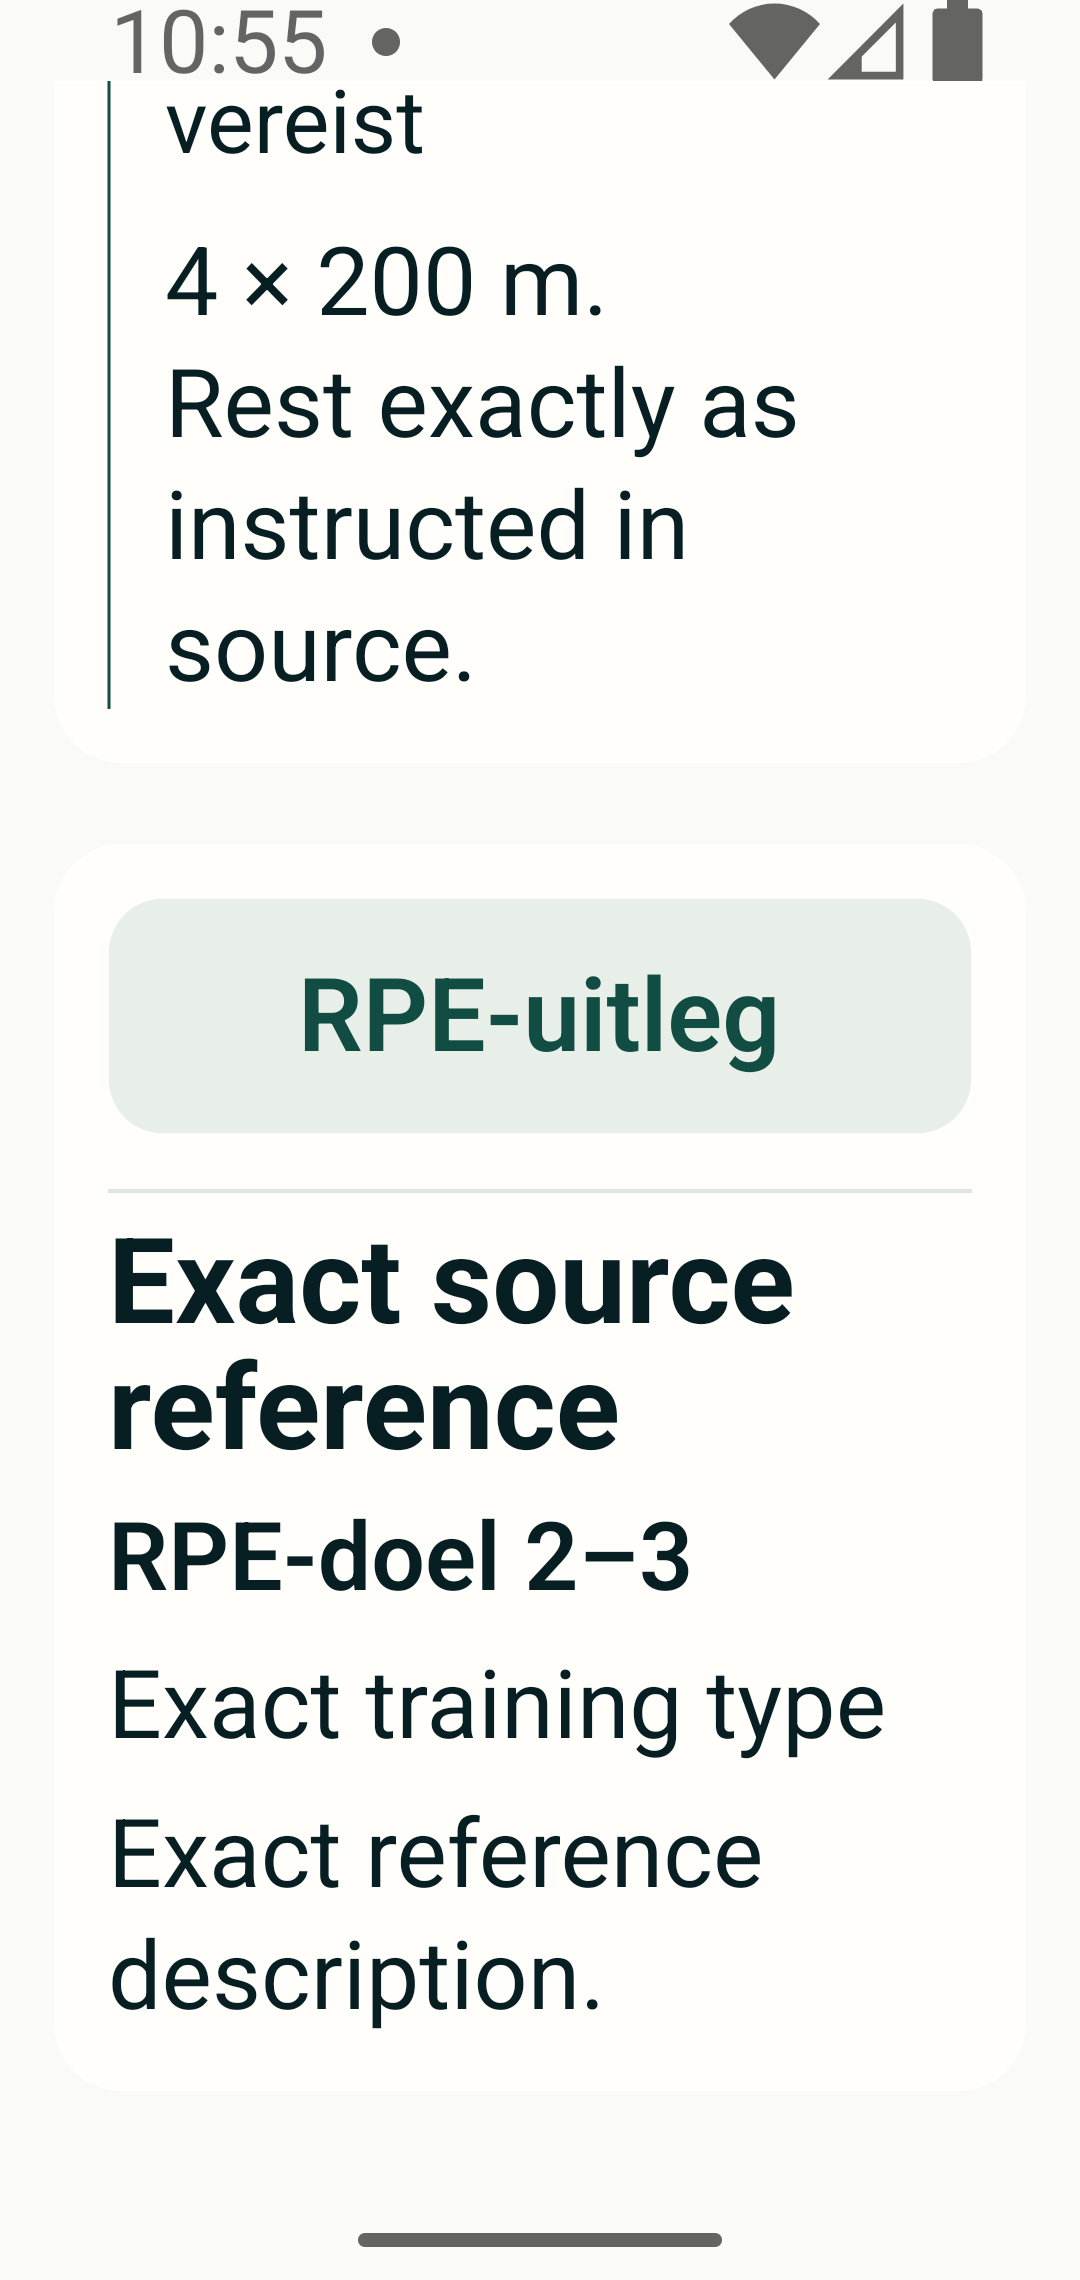 10:55
vereist
4 × 200 m.
Rest exactly as
instructed in
source.
RPE-uitleg
Exact source
reference
RPE-doel 2–3
Exact training type
Exact reference
description.